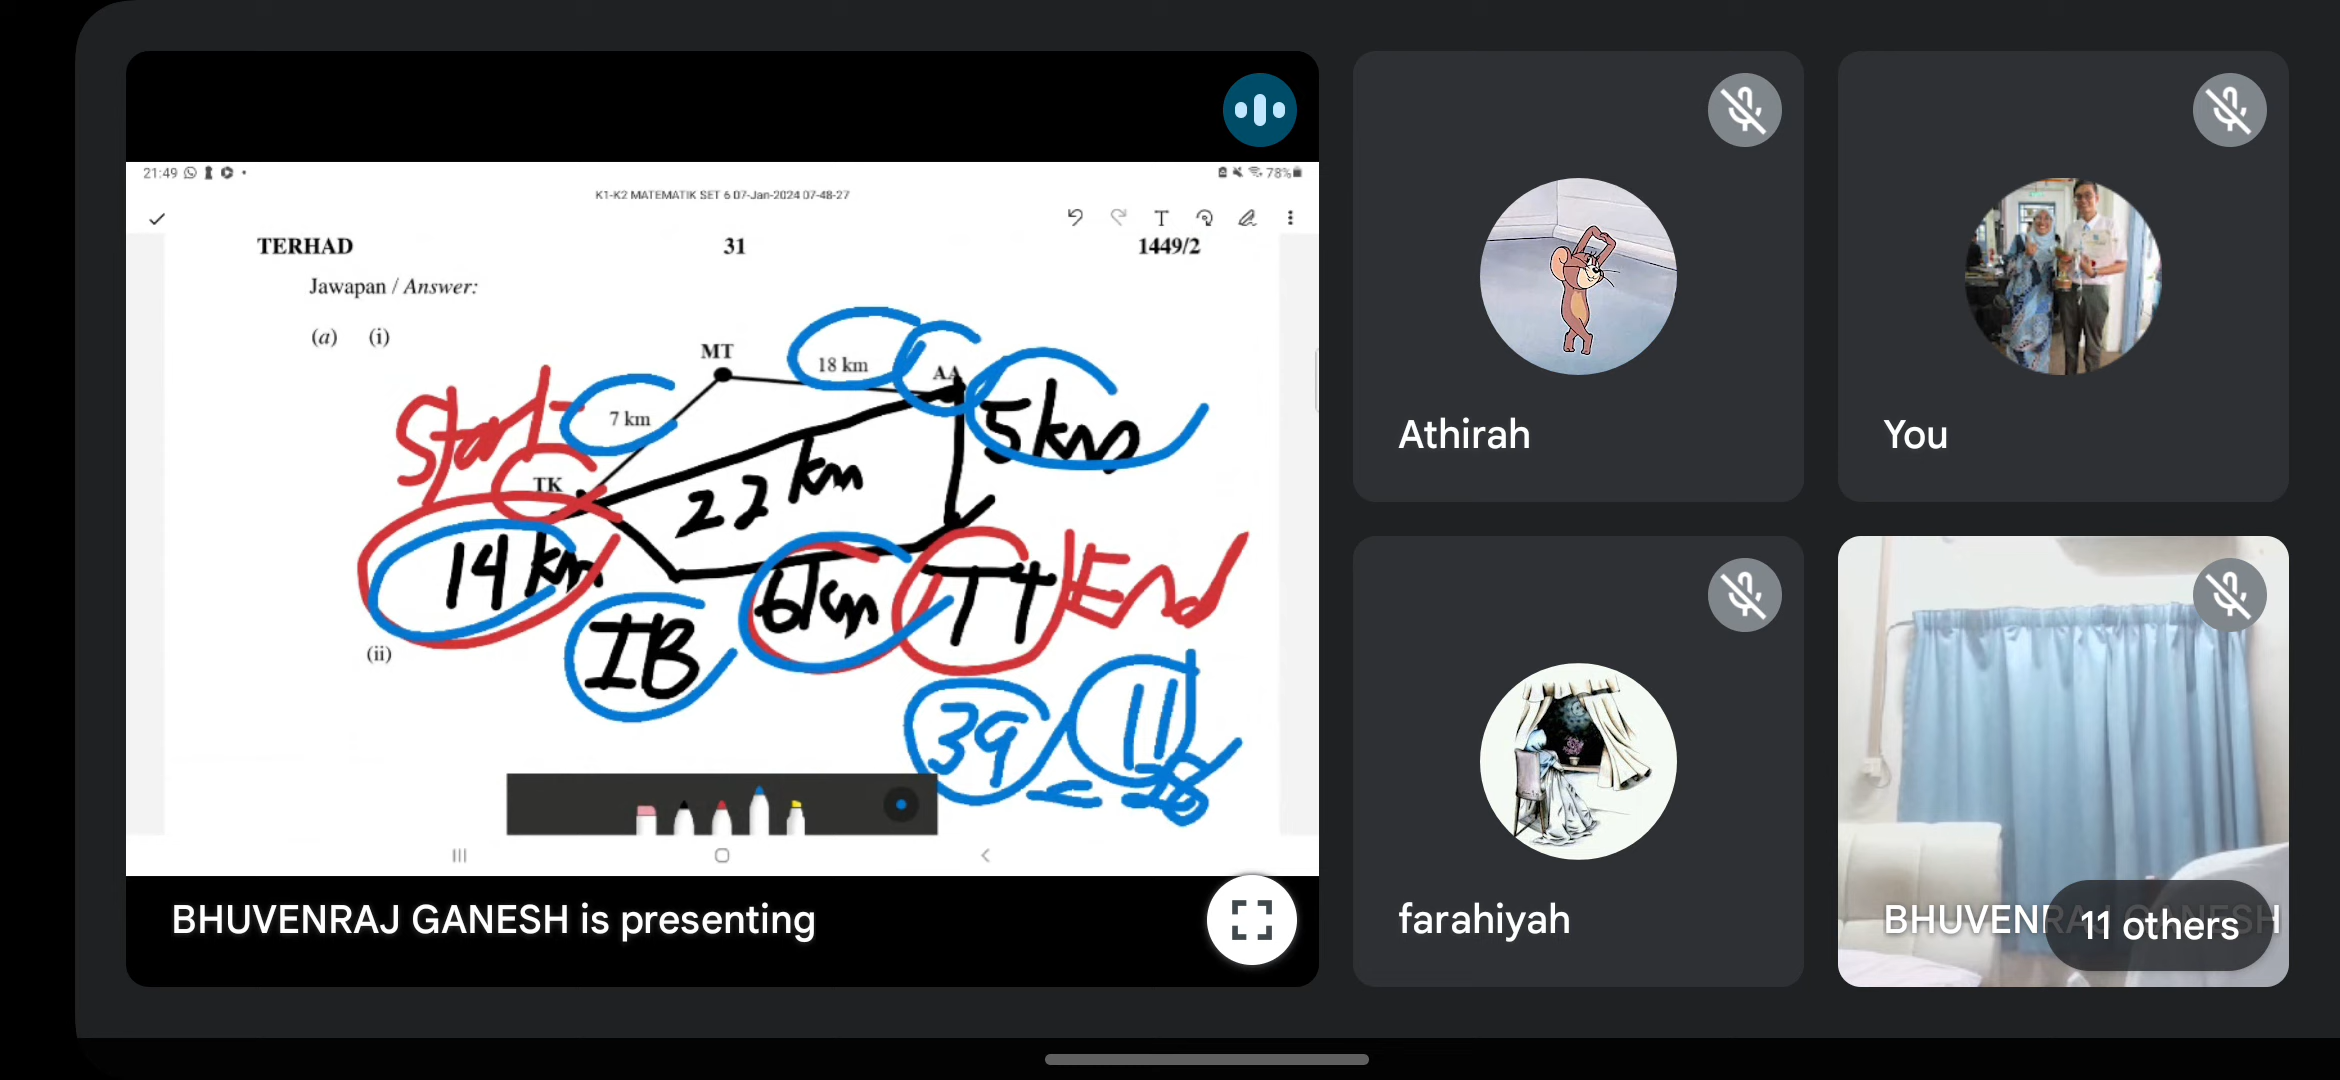 21:49
78%
K1-K2 MATEMATIK SET 6 07-Jan-2024 07-48-27
T
TERHAD 31 1449/2
Jawapan / Answer:
(a) (i)
MT
18 km
AA
Start
7 km
5km
TK
22 km
14 km
6km
TT
End
IB
(ii)
39
11
BHUVENRAJ GANESH is presenting
Athirah
You
farahiyah
BHUVENRAJ GANESH
11 others